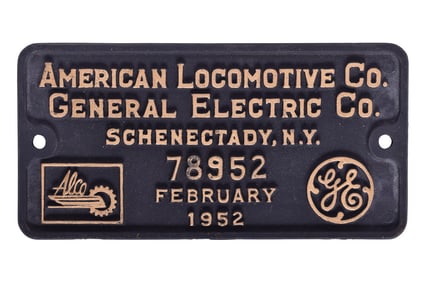 AMERICAN LOCOMOTIVE CO.
GENERAL ELECTRIC CO.
SCHENECTADY, N.Y.
78952
FEBRUARY
1952
Alco
GE